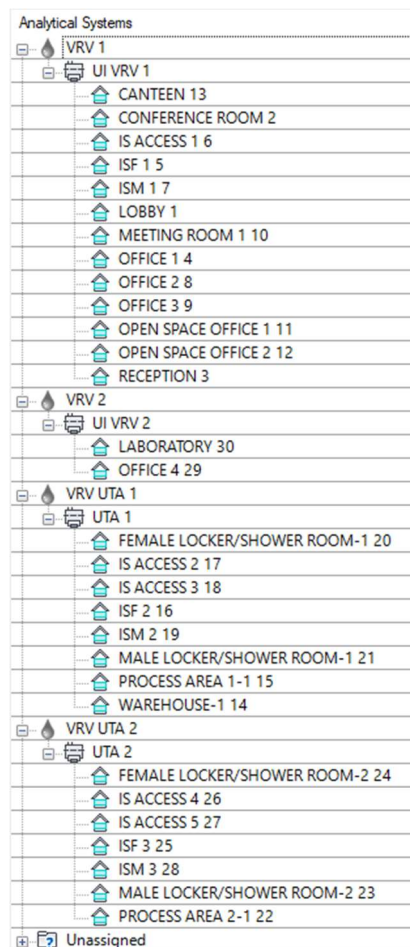 Analytical Systems
VRV 1
UI VRV 1
CANTEEN 13
CONFERENCE ROOM 2
IS ACCESS 1 6
ISF 1 5
ISM 1 7
LOBBY 1
MEETING ROOM 1 10
OFFICE 1 4
OFFICE 2 8
OFFICE 3 9
OPEN SPACE OFFICE 1 11
OPEN SPACE OFFICE 2 12
RECEPTION 3
VRV 2
UI VRV 2
LABORATORY 30
OFFICE 4 29
VRV UTA 1
UTA 1
FEMALE LOCKER/SHOWER ROOM-1 20
IS ACCESS 2 17
IS ACCESS 3 18
ISF 2 16
ISM 2 19
MALE LOCKER/SHOWER ROOM-1 21
PROCESS AREA 1-1 15
WAREHOUSE-1 14
VRV UTA 2
UTA 2
FEMALE LOCKER/SHOWER ROOM-2 24
IS ACCESS 4 26
IS ACCESS 5 27
ISF 3 25
ISM 3 28
MALE LOCKER/SHOWER ROOM-2 23
PROCESS AREA 2-1 22
Unassigned